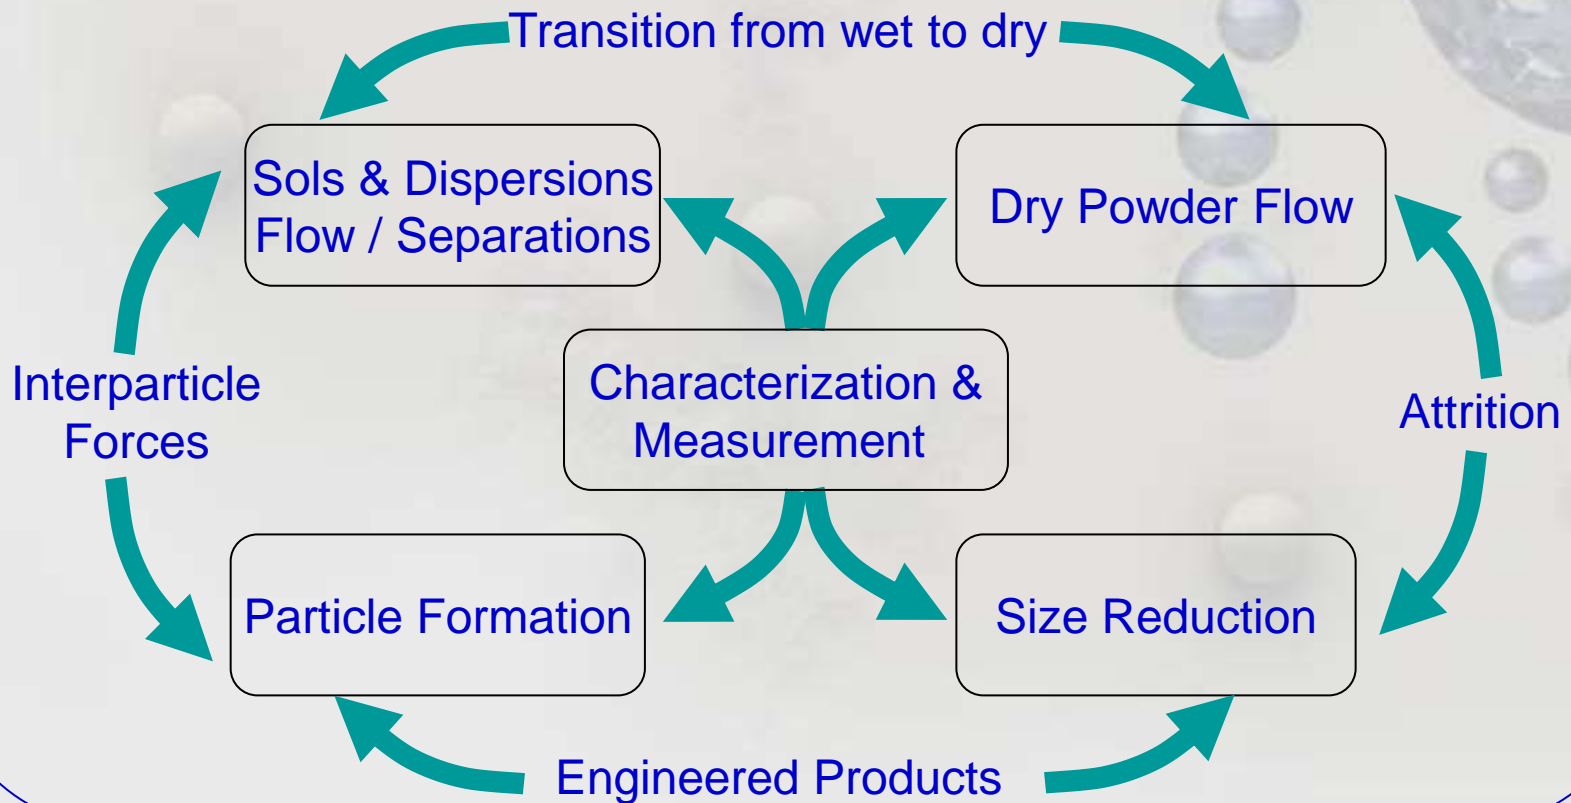 Transition from wet to dry
Sols & Dispersions
Flow / Separations
Dry Powder Flow
Interparticle
Forces
Characterization &
Measurement
Attrition
Particle Formation
Size Reduction
Engineered Products